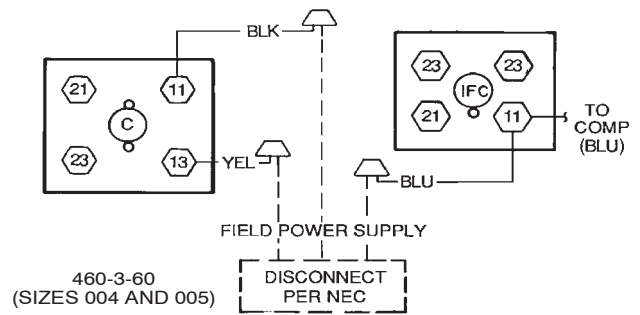 BLK
21
11
C
23
13
YEL
23
23
IFC
21
11
TO
COMP
(BLU)
BLU
FIELD POWER SUPPLY
DISCONNECT
PER NEC
460-3-60
(SIZES 004 AND 005)